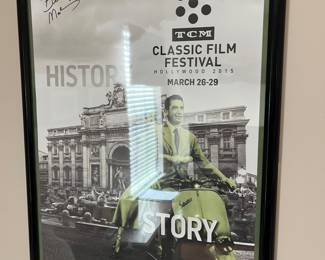 TCM
CLASSIC FILM
FESTIVAL
HOLLYWOOD 2015
MARCH 26-29
HISTOR
STORY